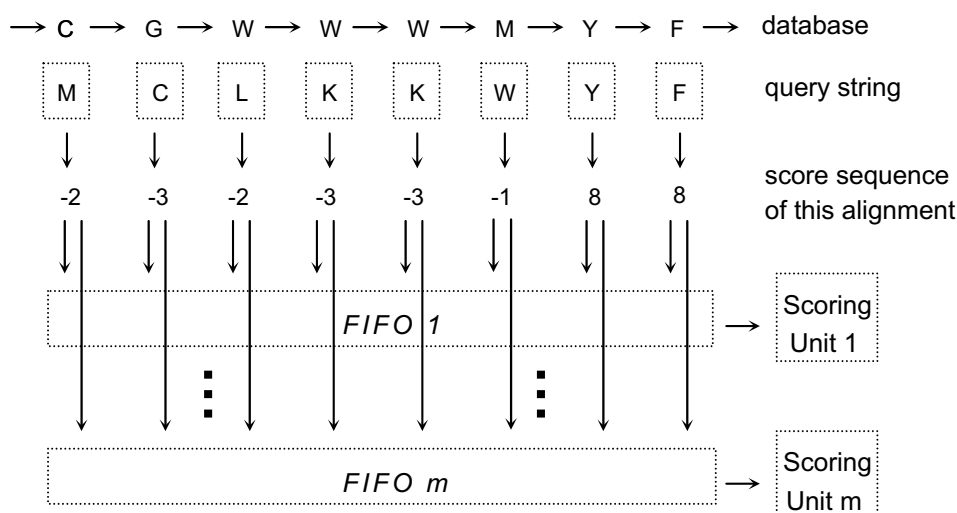 C G W W W M Y F database
M C L K K W Y F query string
-2 -3 -2 -3 -3 -1 8 8 score sequence
of this alignment
FIFO 1
Scoring
Unit 1
FIFO m
Scoring
Unit m